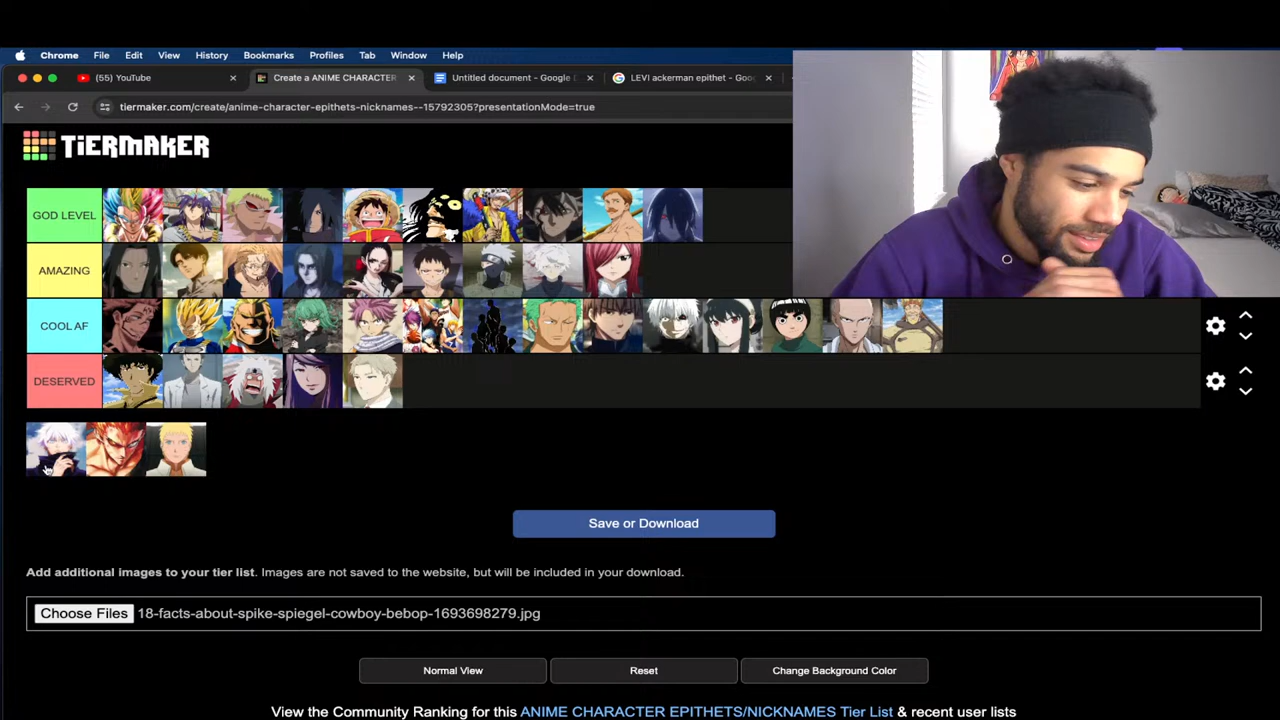 Chrome File Edit View History Bookmarks Profiles Tab Window Help
(55) YouTube Create a ANIME CHARACTER Untitled document - Google E LEVI ackerman epithet - Goo
tiermaker.com/create/anime-character-epithets-nicknames--15792305?presentationMode=true
TiERMAKER
GOD LEVEL
AMAZING
COOL AF
DESERVED
Save or Download
Add additional images to your tier list. Images are not saved to the website, but will be included in your download.
Choose Files 18-facts-about-spike-spiegel-cowboy-bebop-1693698279.jpg
Normal View Reset Change Background Color
View the Community Ranking for this ANIME CHARACTER EPITHETS/NICKNAMES Tier List & recent user lists